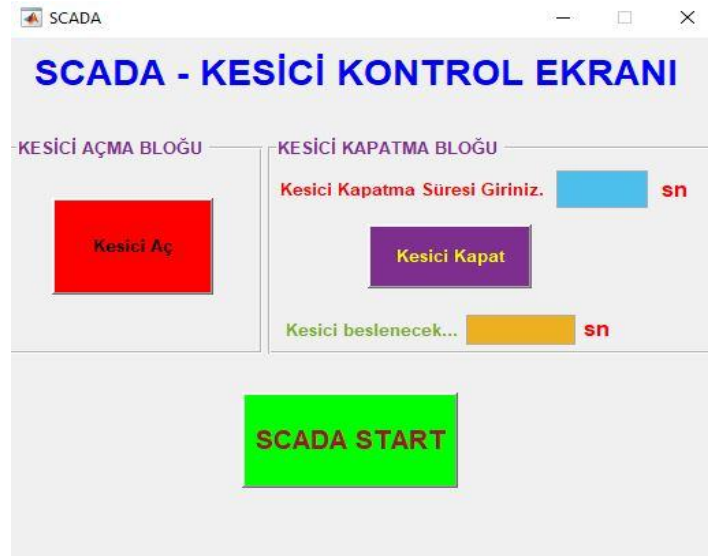 SCADA
SCADA - KESİCİ KONTROL EKRANI
KESİCİ AÇMA BLOĞU
Kesici Aç
KESİCİ KAPATMA BLOĞU
Kesici Kapatma Süresi Giriniz. sn
Kesici Kapat
Kesici beslenecek... sn
SCADA START